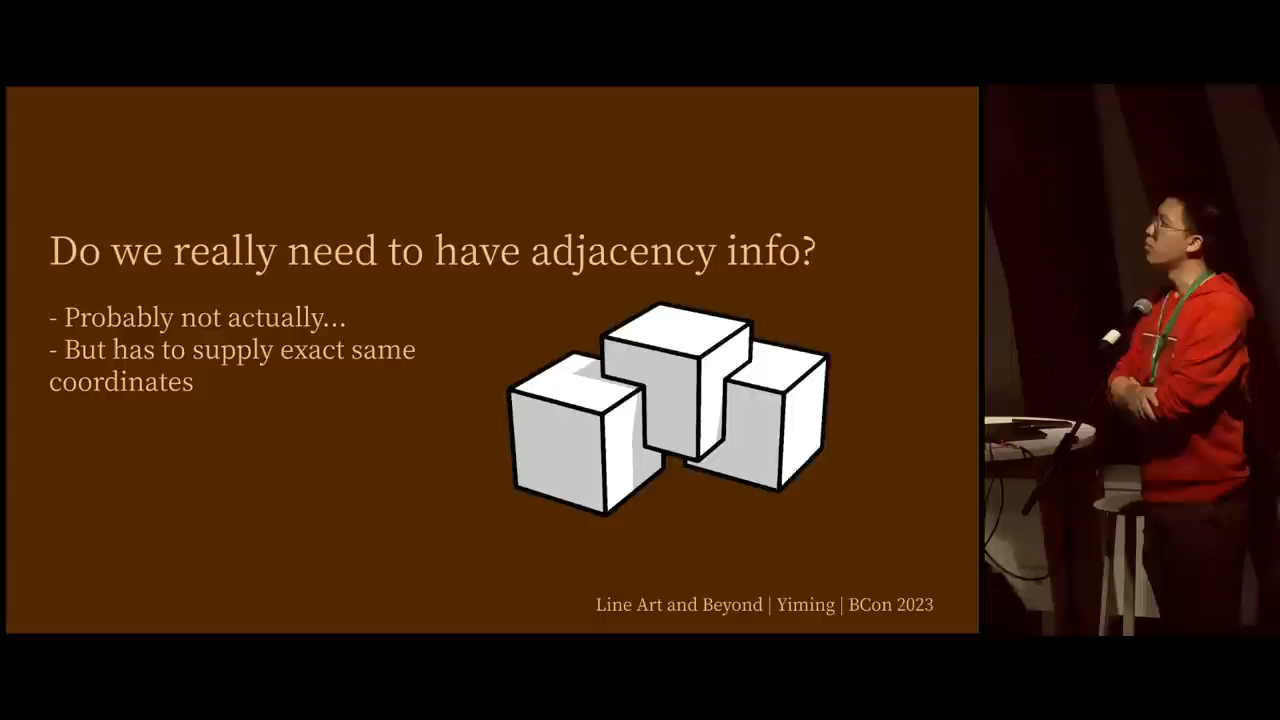 Do we really need to have adjacency info?
- Probably not actually...
- But has to supply exact same
coordinates
Line Art and Beyond | Yiming | BCon 2023